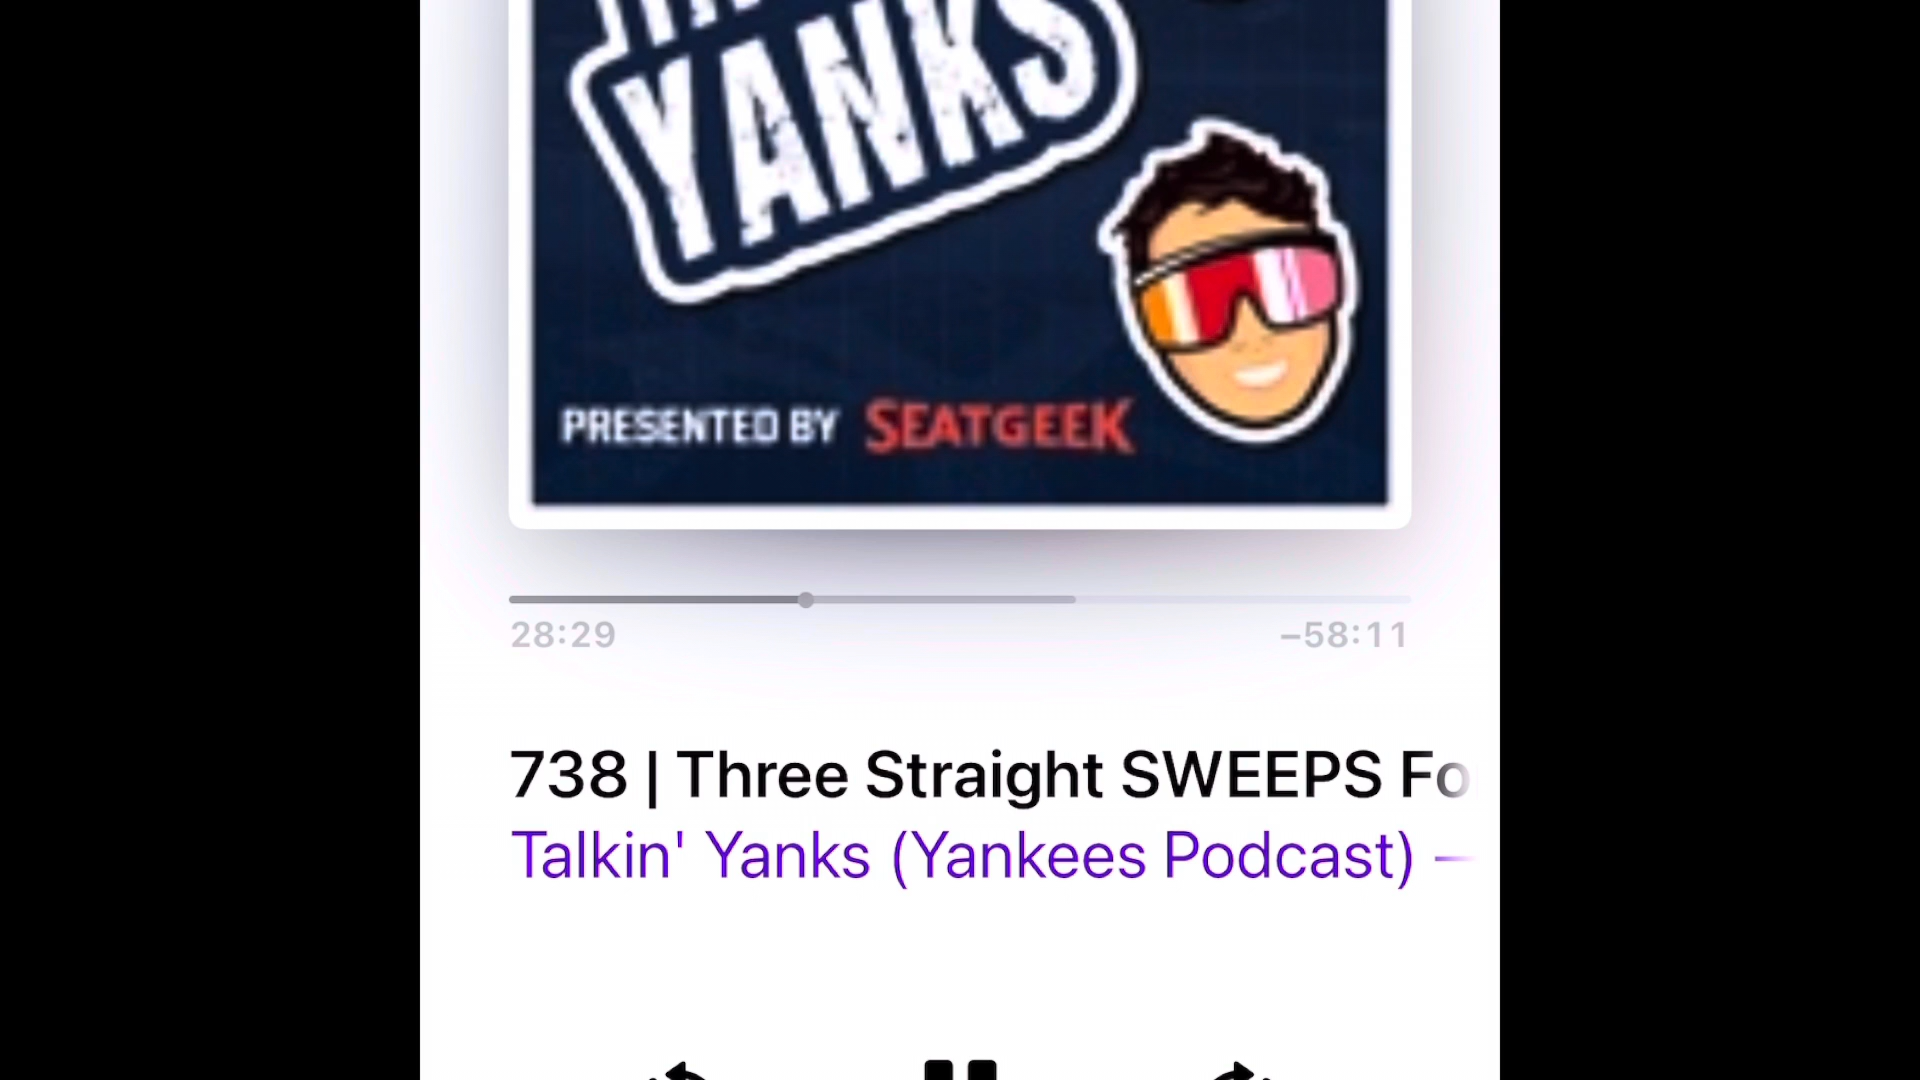 YANKS
PRESENTED BY SEATGEEK
28:29
–58:11
738 | Three Straight SWEEPS Fo
Talkin' Yanks (Yankees Podcast) —